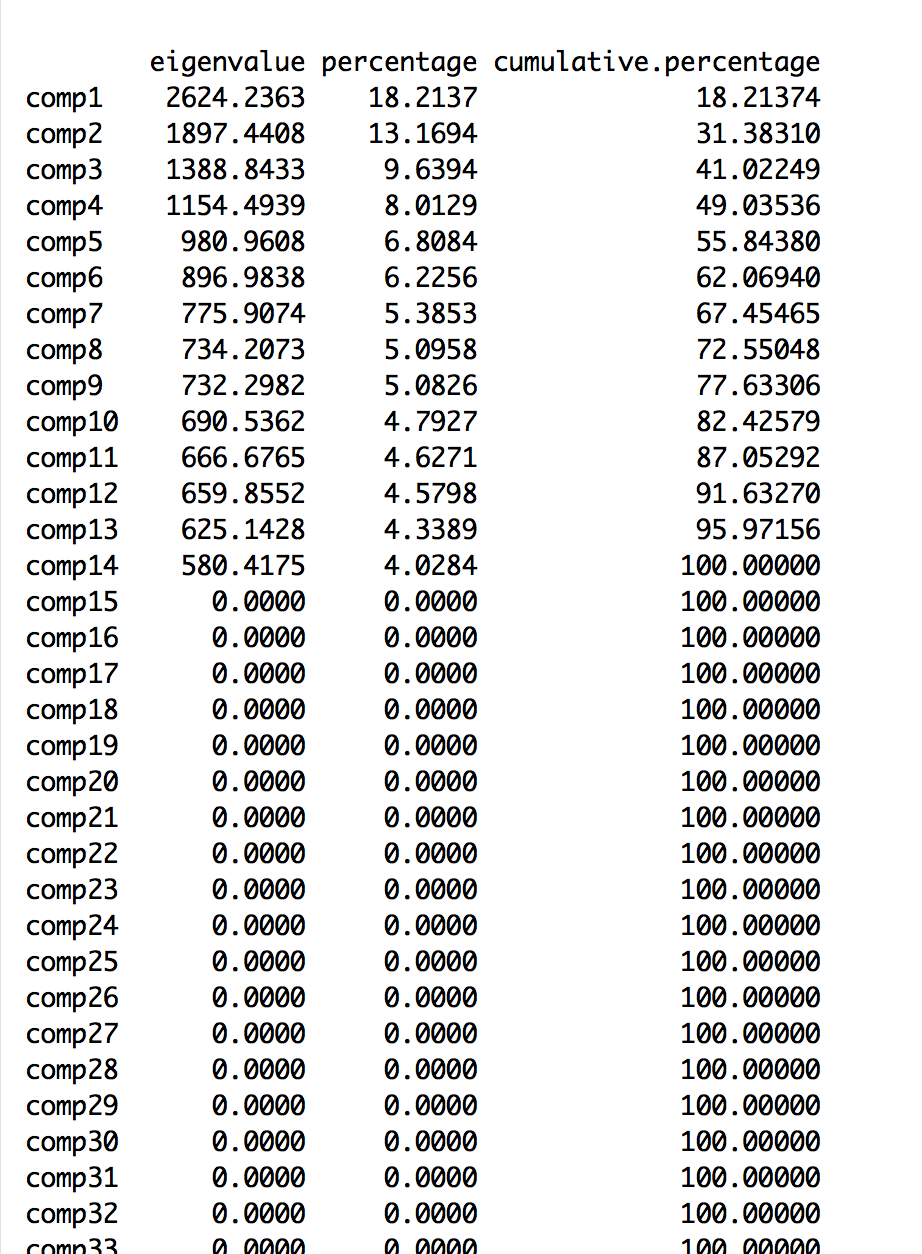 eigenvalue percentage cumulative.percentage
comp1 2624.2363 18.2137 18.21374
comp2 1897.4408 13.1694 31.38310
comp3 1388.8433 9.6394 41.02249
comp4 1154.4939 8.0129 49.03536
comp5 980.9608 6.8084 55.84380
comp6 896.9838 6.2256 62.06940
comp7 775.9074 5.3853 67.45465
comp8 734.2073 5.0958 72.55048
comp9 732.2982 5.0826 77.63306
comp10 690.5362 4.7927 82.42579
comp11 666.6765 4.6271 87.05292
comp12 659.8552 4.5798 91.63270
comp13 625.1428 4.3389 95.97156
comp14 580.4175 4.0284 100.00000
comp15 0.0000 0.0000 100.00000
comp16 0.0000 0.0000 100.00000
comp17 0.0000 0.0000 100.00000
comp18 0.0000 0.0000 100.00000
comp19 0.0000 0.0000 100.00000
comp20 0.0000 0.0000 100.00000
comp21 0.0000 0.0000 100.00000
comp22 0.0000 0.0000 100.00000
comp23 0.0000 0.0000 100.00000
comp24 0.0000 0.0000 100.00000
comp25 0.0000 0.0000 100.00000
comp26 0.0000 0.0000 100.00000
comp27 0.0000 0.0000 100.00000
comp28 0.0000 0.0000 100.00000
comp29 0.0000 0.0000 100.00000
comp30 0.0000 0.0000 100.00000
comp31 0.0000 0.0000 100.00000
comp32 0.0000 0.0000 100.00000
comp33 0.0000 0.0000 100.00000